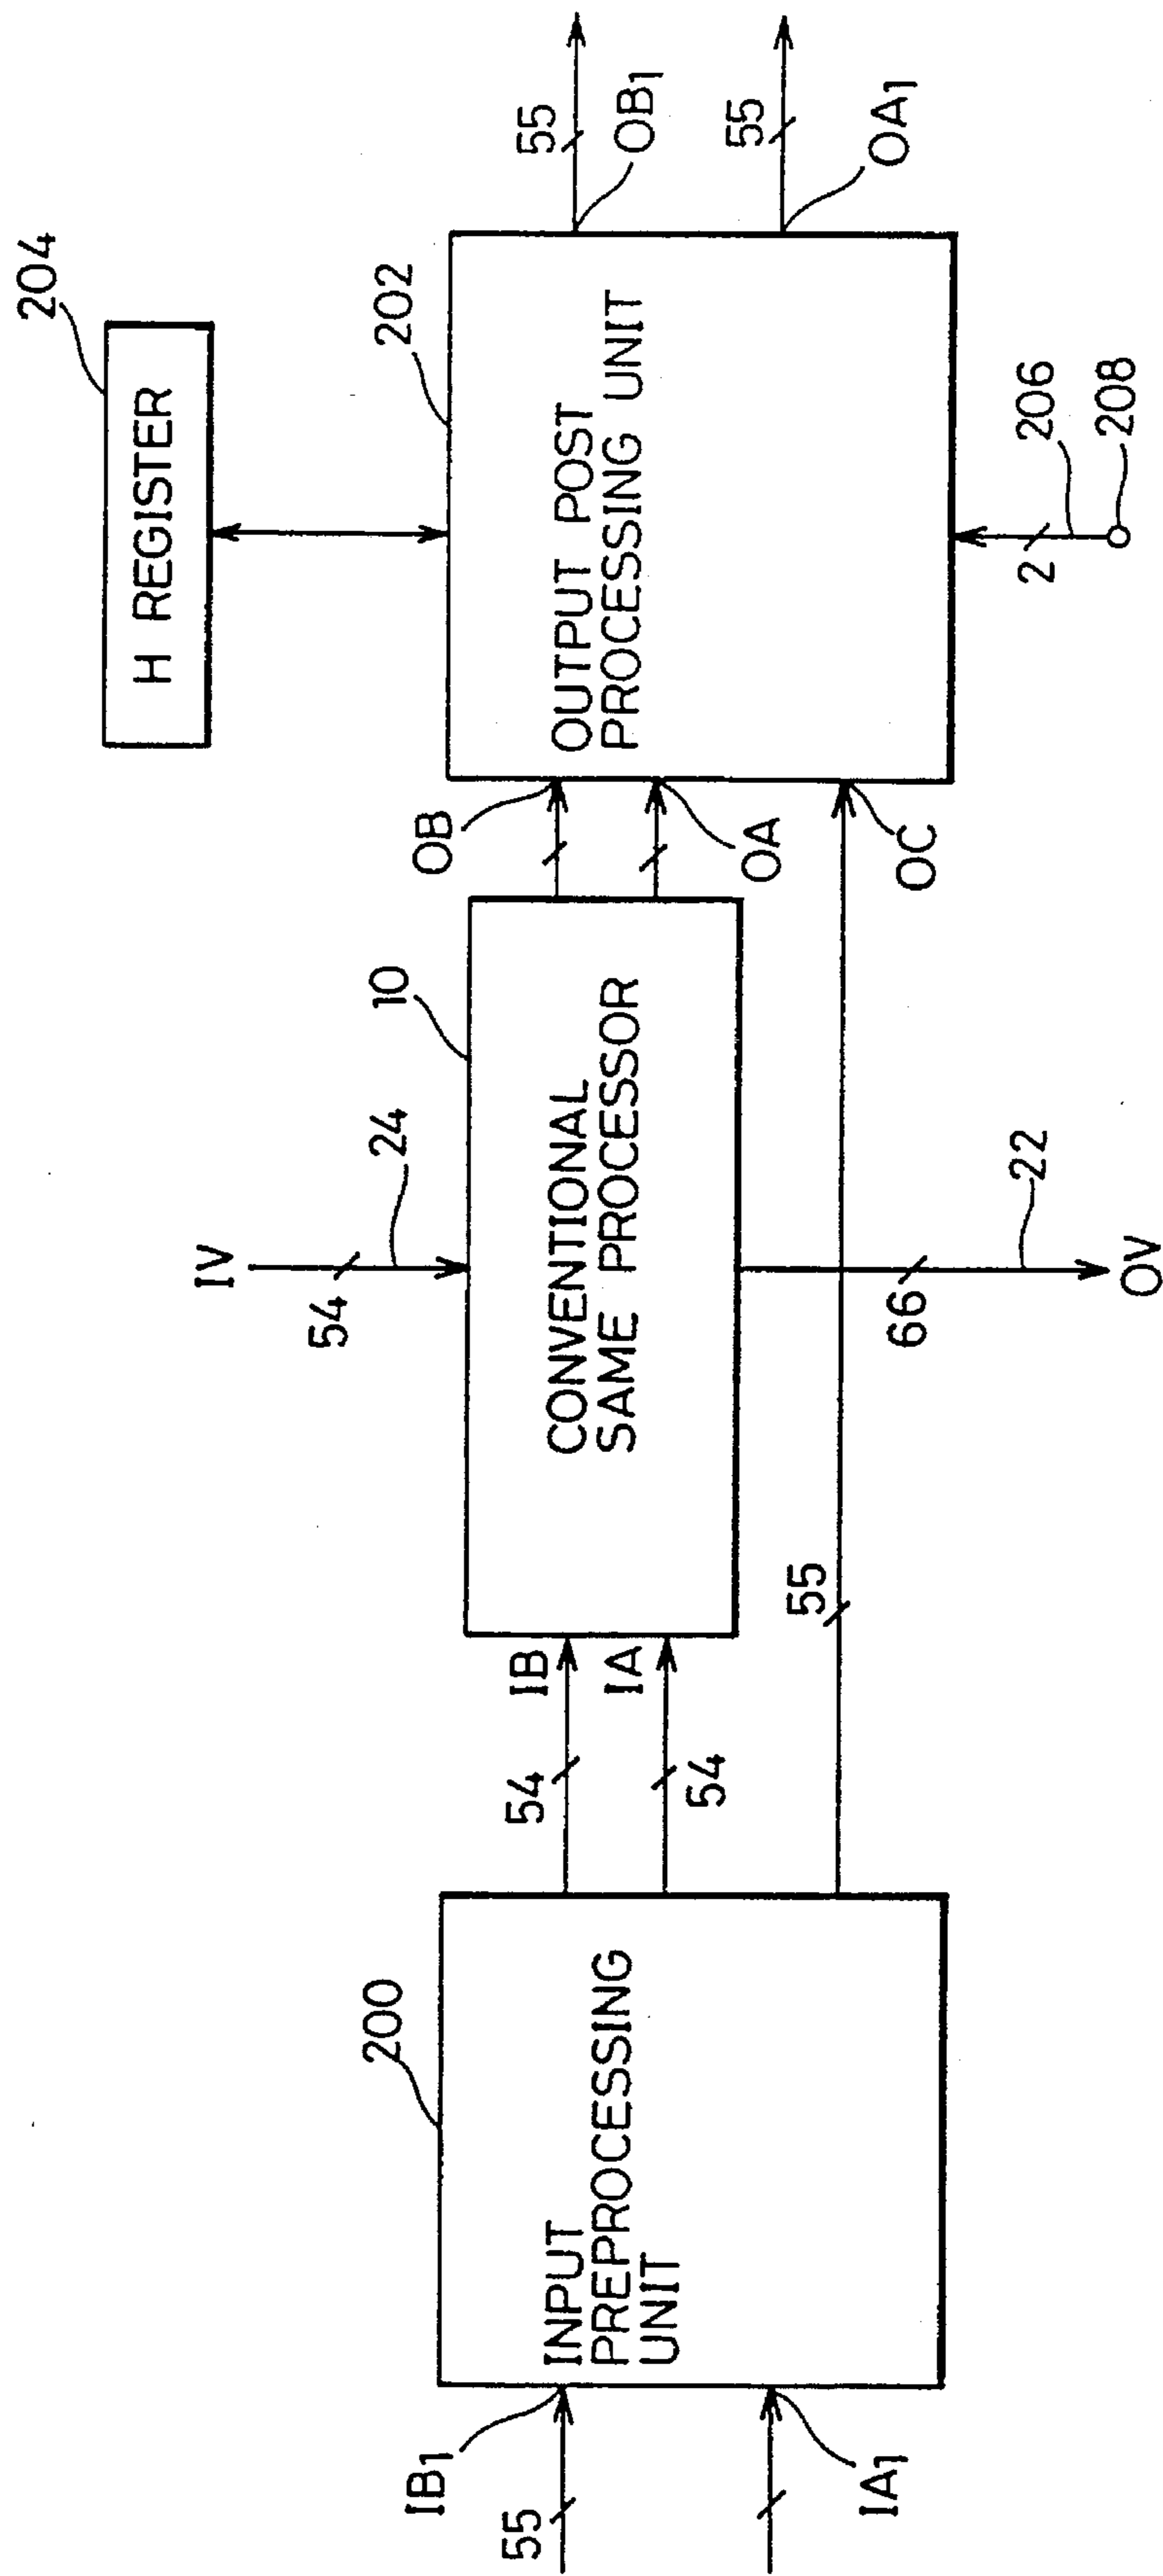 204
H REGISTER
202
OUTPUT POST
PROCESSING UNIT
55
OB1
55
OA1
206
2
208
OB
OA
OC
10
CONVENTIONAL
SAME PROCESSOR
IV
54
24
66
22
OV
IB
IA
54
54
55
200
INPUT
PREPROCESSING
UNIT
IB1
55
IA1